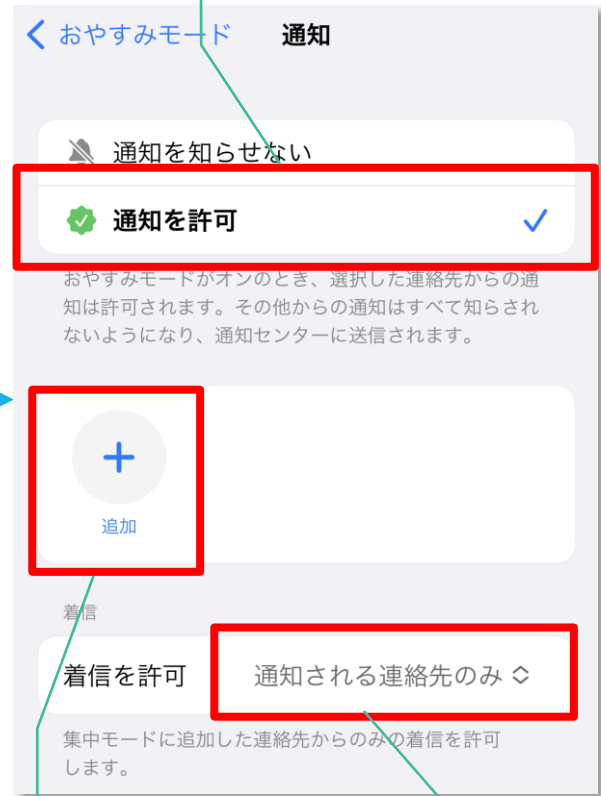 おやすみモード 通知
通知を知らせない
通知を許可
おやすみモードがオンのとき、選択した連絡先からの通
知は許可されます。その他からの通知はすべて知らされ
ないようになり、通知センターに送信されます。
追加
着信
着信を許可 通知される連絡先のみ
集中モードに追加した連絡先からのみの着信を許可
します。